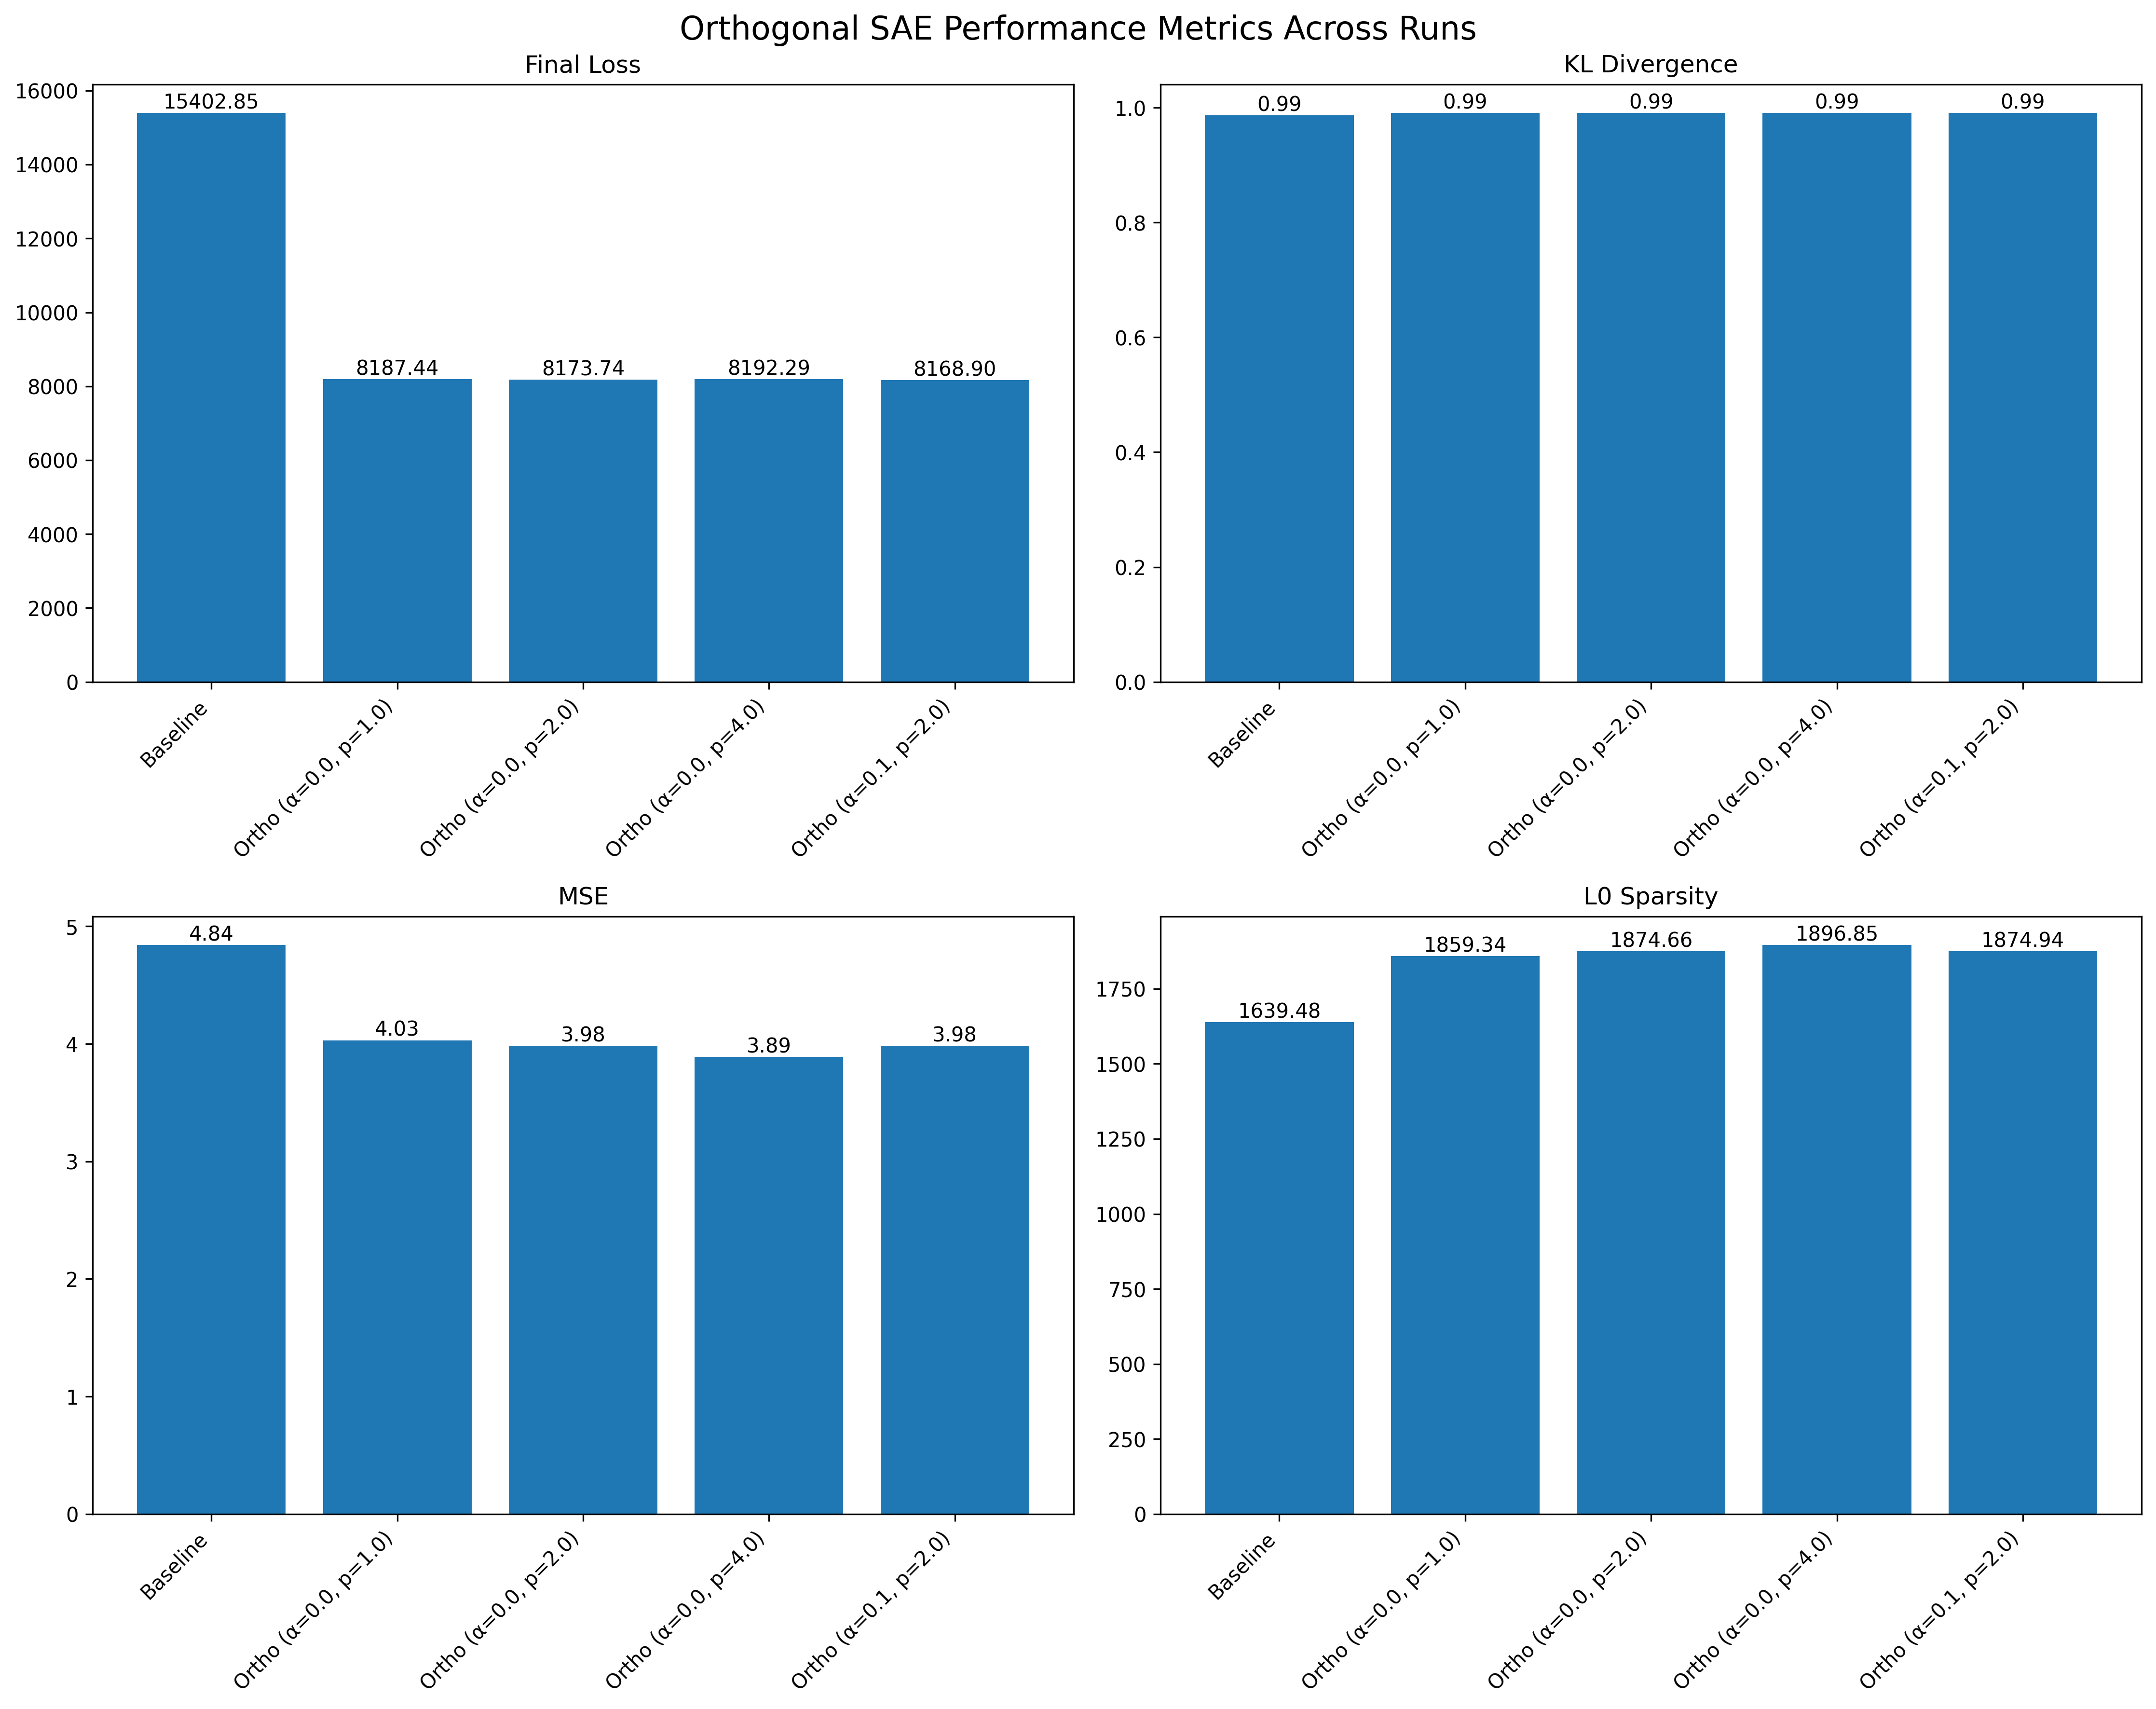 Orthogonal SAE Performance Metrics Across Runs
Final Loss
16000
14000
12000
10000
8000
6000
4000
2000
0
15402.85
8187.44
8173.74
8192.29
8168.90
Baseline
Ortho (α=0.0, p=1.0)
Ortho (α=0.0, p=2.0)
Ortho (α=0.0, p=4.0)
Ortho (α=0.1, p=2.0)
KL Divergence
1.0
0.8
0.6
0.4
0.2
0.0
0.99
0.99
0.99
0.99
0.99
Baseline
Ortho (α=0.0, p=1.0)
Ortho (α=0.0, p=2.0)
Ortho (α=0.0, p=4.0)
Ortho (α=0.1, p=2.0)
MSE
5
4
3
2
1
0
4.84
4.03
3.98
3.89
3.98
Baseline
Ortho (α=0.0, p=1.0)
Ortho (α=0.0, p=2.0)
Ortho (α=0.0, p=4.0)
Ortho (α=0.1, p=2.0)
L0 Sparsity
1750
1500
1250
1000
750
500
250
0
1639.48
1859.34
1874.66
1896.85
1874.94
Baseline
Ortho (α=0.0, p=1.0)
Ortho (α=0.0, p=2.0)
Ortho (α=0.0, p=4.0)
Ortho (α=0.1, p=2.0)